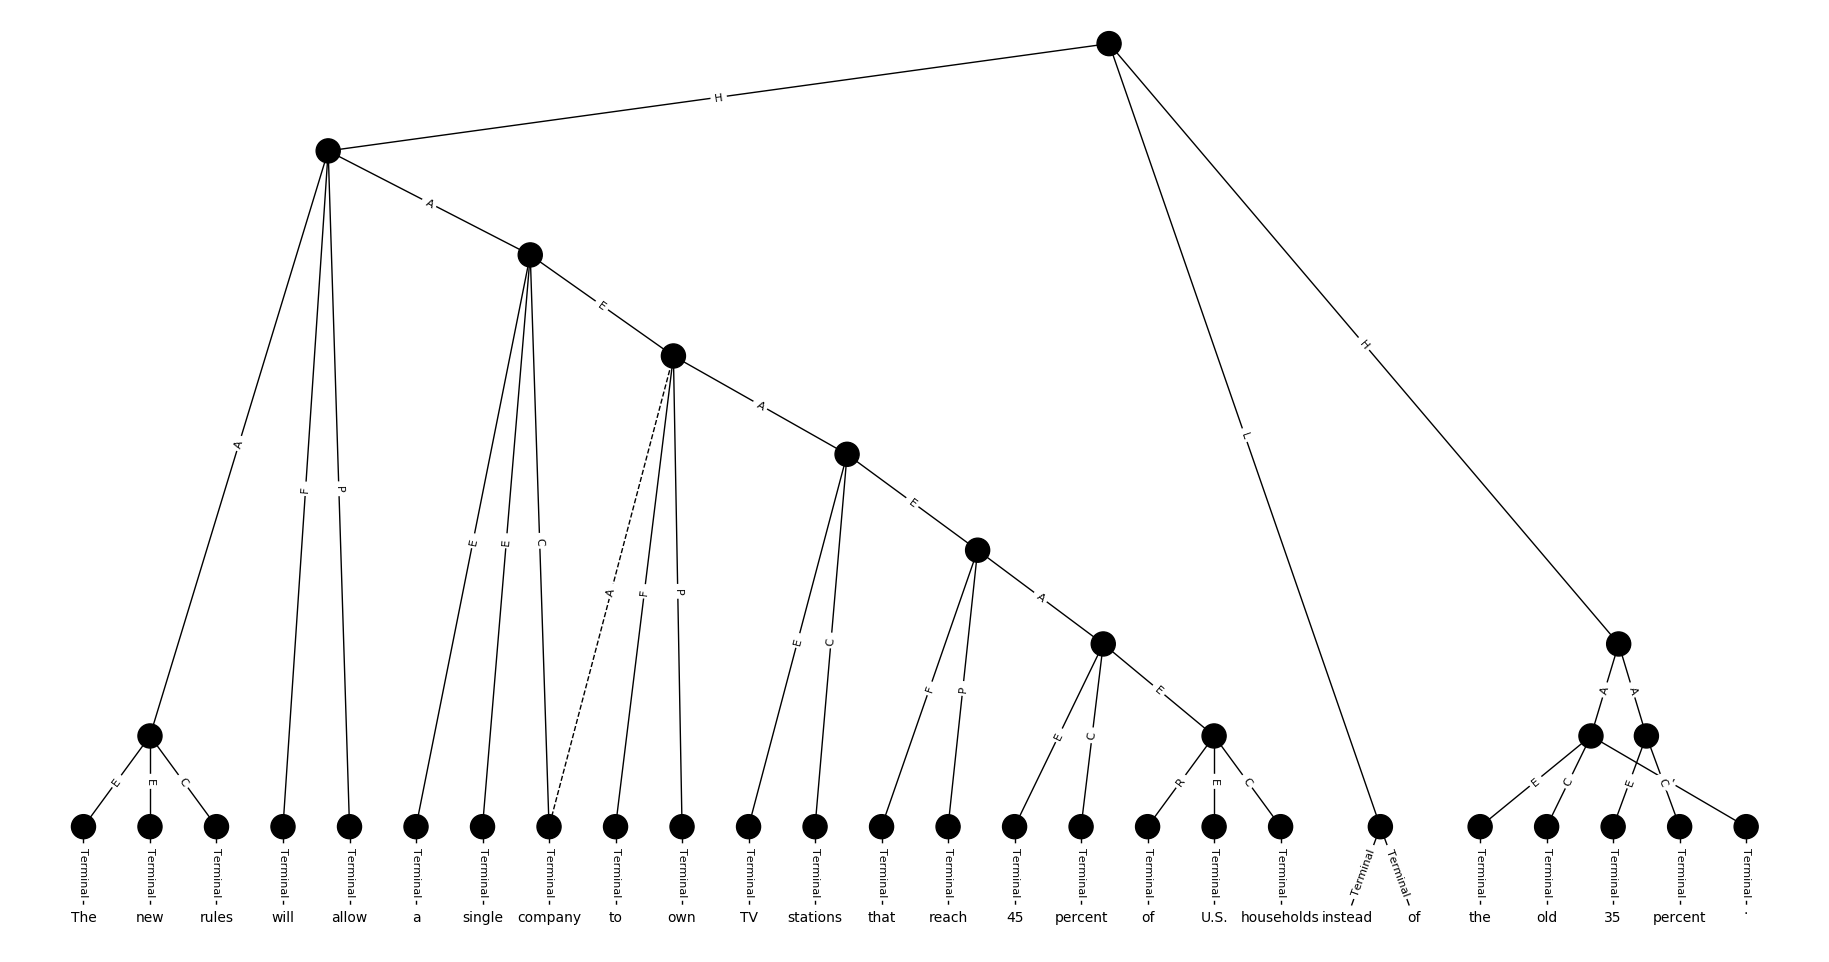 H
A
A
E
A
H
L
A
F
P
E
E
E
C
A
A
F
P
E
C
F
P
E
A
A
E
C
E
E
C
R
E
C
E
C
E
C
Terminal Terminal Terminal Terminal Terminal Terminal Terminal Terminal Terminal Terminal Terminal Terminal Terminal Terminal Terminal Terminal Terminal Terminal Terminal Terminal Terminal Terminal Terminal Terminal Terminal Terminal
The new rules will allow a single company to own TV stations that reach 45 percent of U.S. households instead of the old 35 percent .